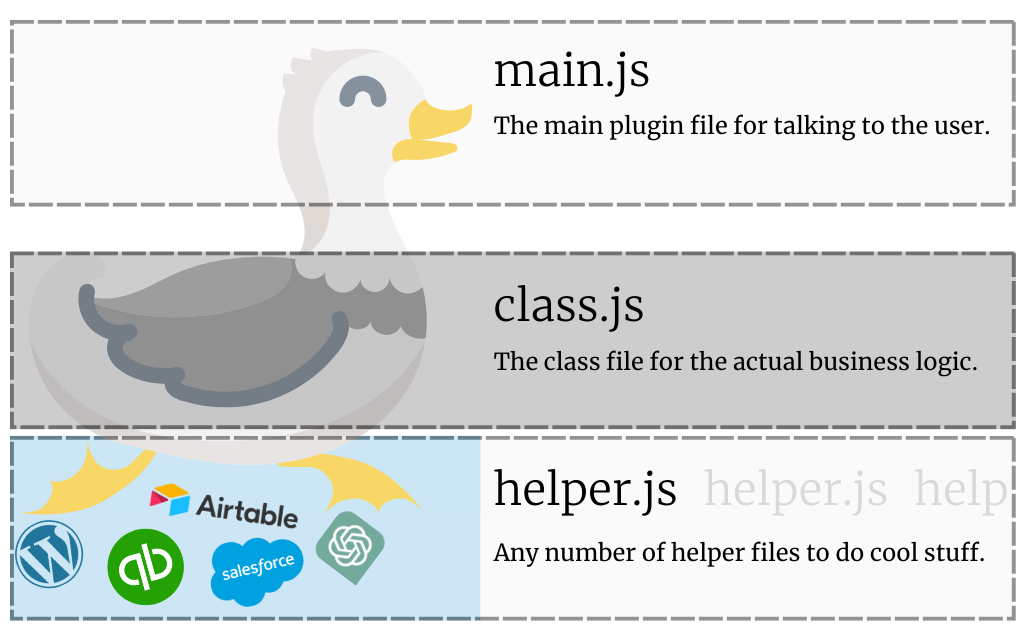 main.js
The main plugin file for talking to the user.
class.js
The class file for the actual business logic.
helper.js helper.js help
Any number of helper files to do cool stuff.
Airtable
W
qb
salesforce